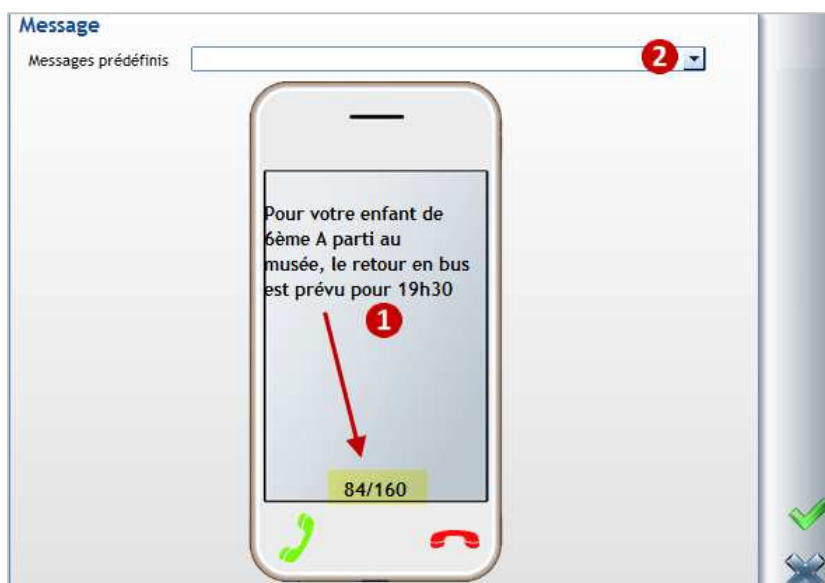 Message
Messages prédéfinis
2
Pour votre enfant de
6ème A parti au
musée, le retour en bus
est prévu pour 19h30
1
84/160